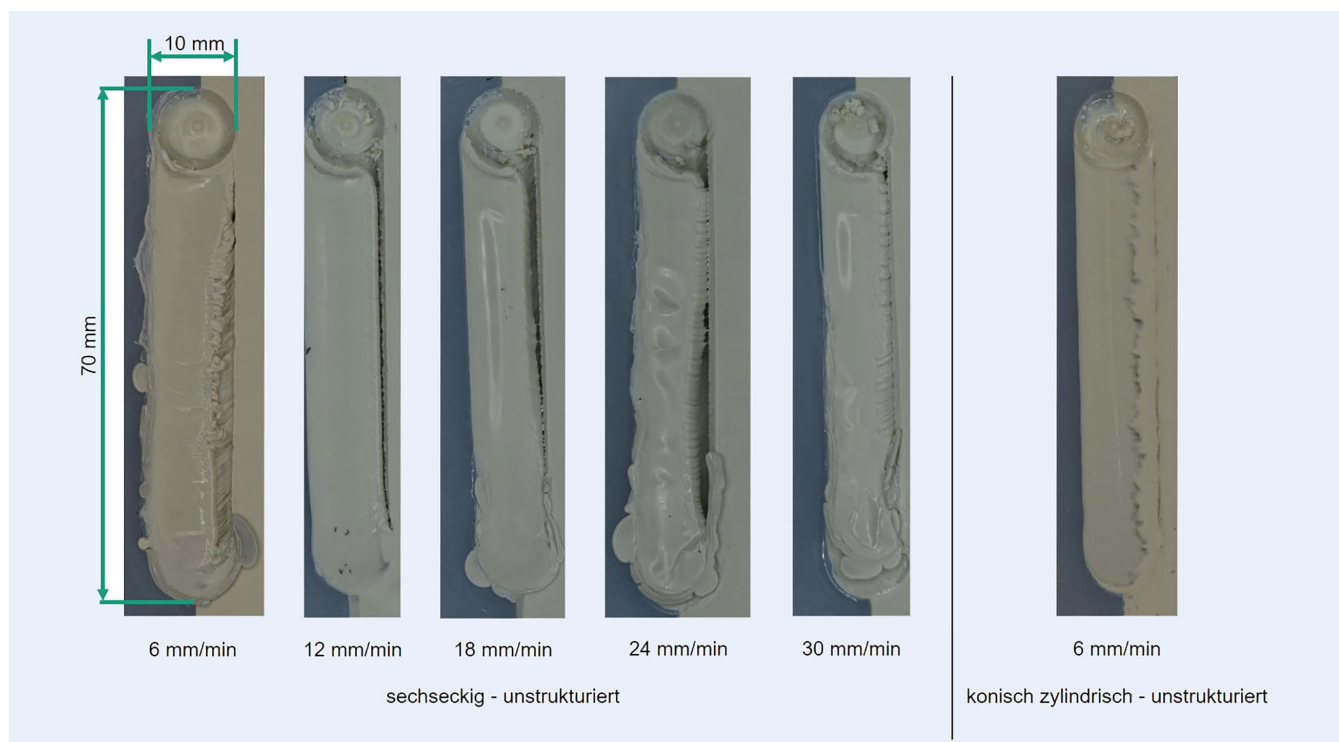 10 mm
70 mm
6 mm/min
12 mm/min
18 mm/min
24 mm/min
30 mm/min
6 mm/min
sechseckig - unstrukturiert
konisch zylindrisch - unstrukturiert